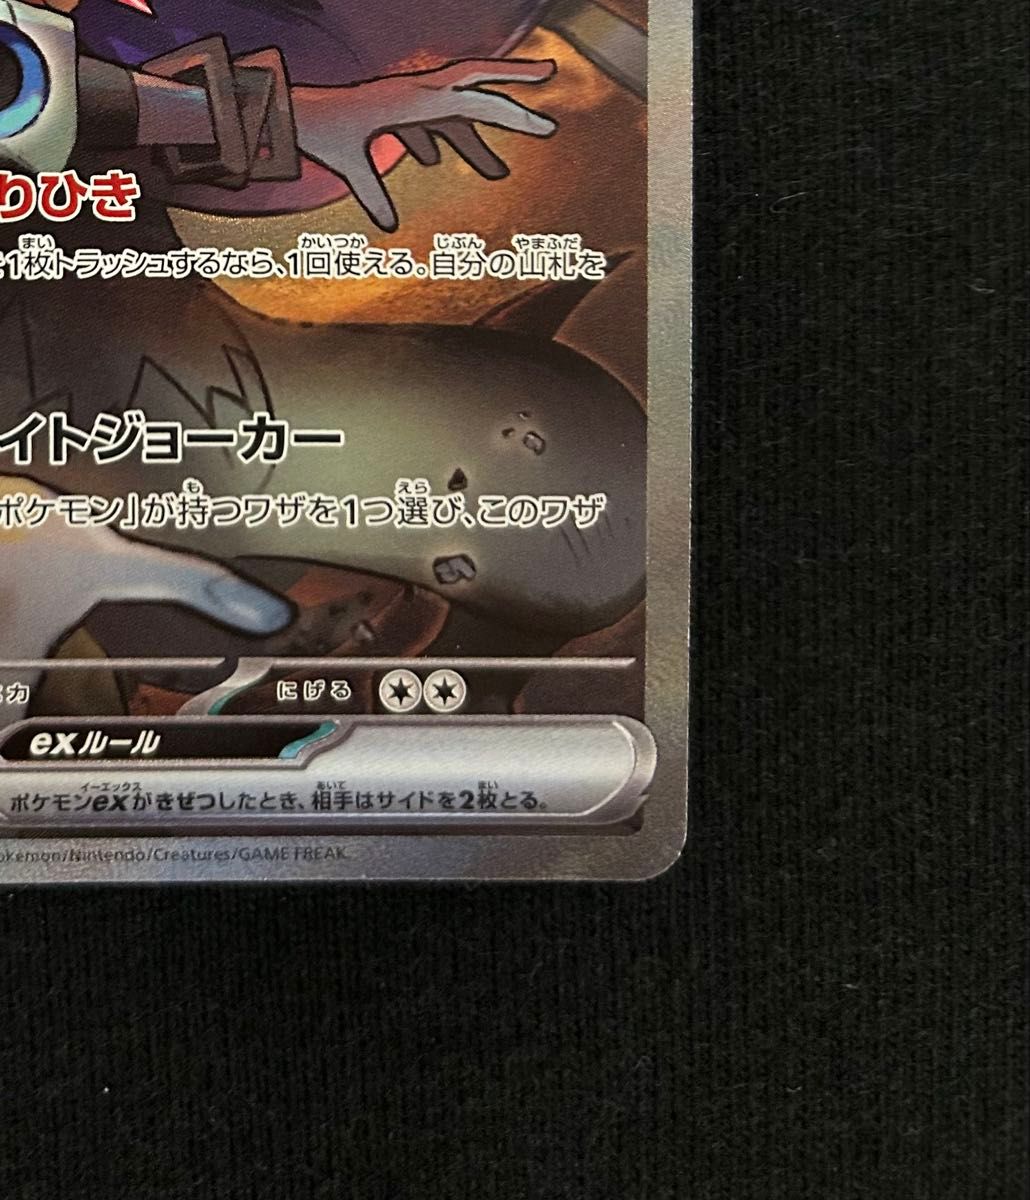 りひき
1枚トラッシュするなら、1回使える。自分の山札を
イトジョーカー
ポケモン』が持つワザを1つ選び、このワザ
力
にげる
exルール
ポケモンexがきぜつしたとき、相手はサイドを2枚とる。
okémon/Nintendo/Creatures/GAME FREAK